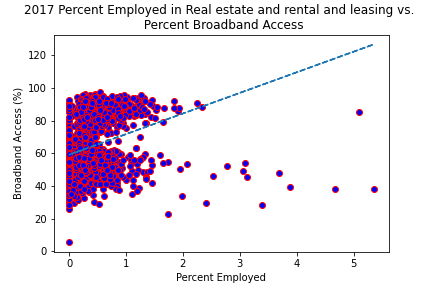 2017 Percent Employed in Real estate and rental and leasing vs.
Percent Broadband Access
120
100
80
60
40
20
0
Broadband Access (%)
0 1 2 3 4 5
Percent Employed